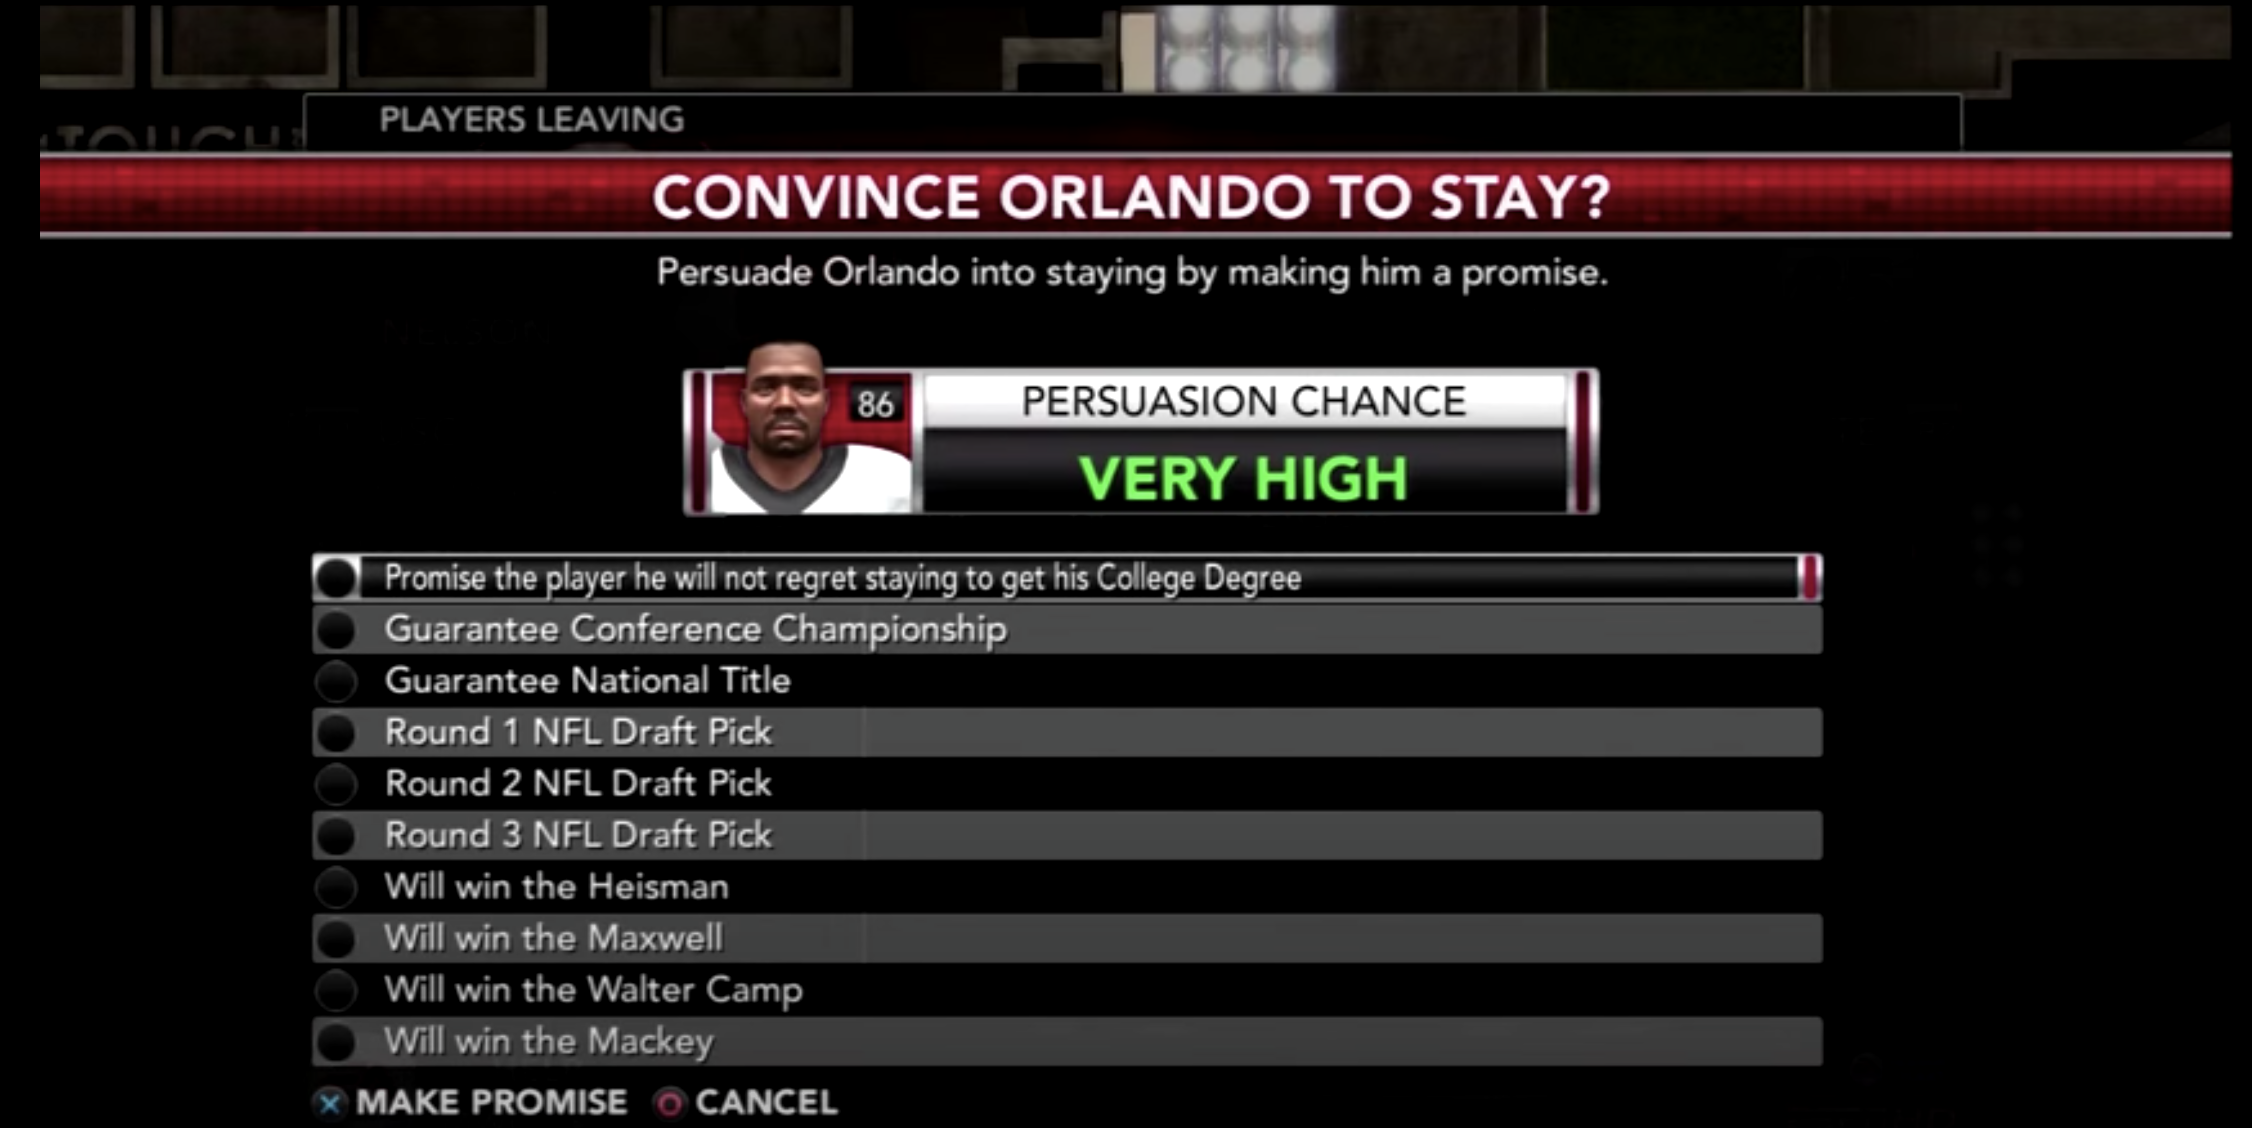 PLAYERS LEAVING
TOUCH
CONVINCE ORLANDO TO STAY?
Persuade Orlando into staying by making him a promise.
86
PERSUASION CHANCE
VERY HIGH
Promise the player he will not regret staying to get his College Degree
Guarantee Conference Championship
Guarantee National Title
Round 1 NFL Draft Pick
Round 2 NFL Draft Pick
Round 3 NFL Draft Pick
Will win the Heisman
Will win the Maxwell
Will win the Walter Camp
Will win the Mackey
MAKE PROMISE CANCEL